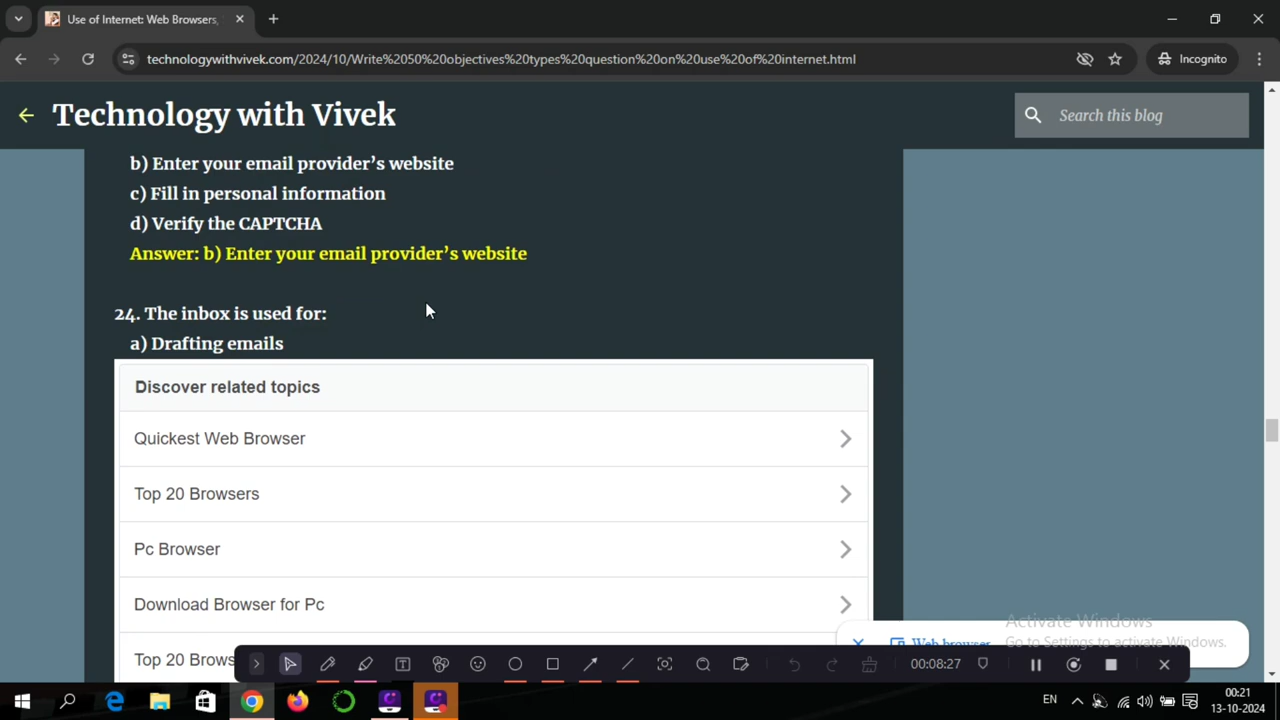 Use of Internet: Web Browsers,
technologywithvivek.com/2024/10/Write%2050%20objectives%20types%20question%20on%20use%20of%20internet.html
Incognito
Technology with Vivek
Search this blog
b) Enter your email provider’s website
c) Fill in personal information
d) Verify the CAPTCHA
Answer: b) Enter your email provider’s website
24. The inbox is used for:
a) Drafting emails
Discover related topics
Quickest Web Browser
Top 20 Browsers
Pc Browser
Download Browser for Pc
Top 20 Brows
Activate Windows
Web browser
Go to Settings to activate Windows.
00:08:27
EN
00:21
13-10-2024